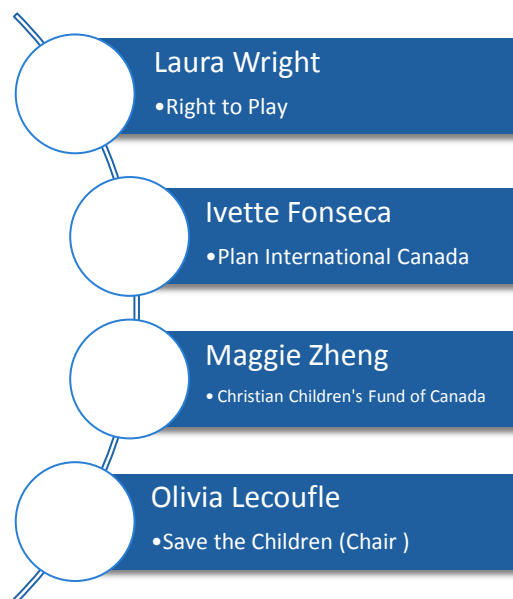 Laura Wright
•Right to Play
Ivette Fonseca
•Plan International Canada
Maggie Zheng
• Christian Children's Fund of Canada
Olivia Lecoufle
•Save the Children (Chair )